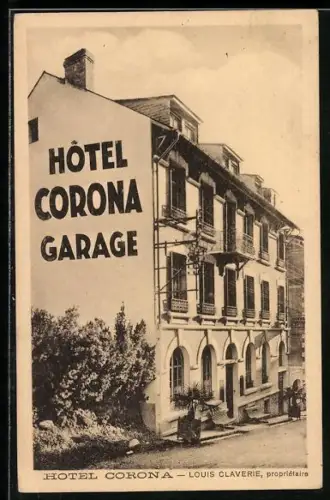 HÔTEL
CORONA
GARAGE
HOTEL CORONA — LOUIS CLAVERIE, propriétaire